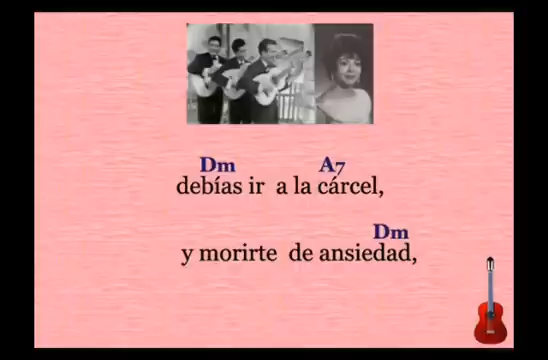 Dm A7
debías ir a la cárcel,
Dm
y morirte de ansiedad,